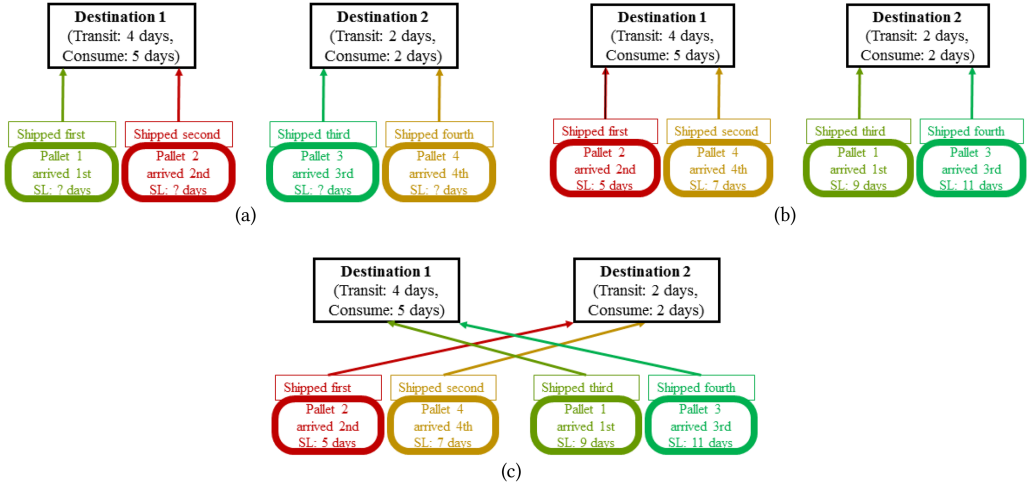 Destination 1
(Transit: 4 days,
Consume: 5 days)
Destination 2
(Transit: 2 days,
Consume: 2 days)
Shipped first
Pallet 1
arrived 1st
SL: ? days
Shipped second
Pallet 2
arrived 2nd
SL: ? days
Shipped third
Pallet 3
arrived 3rd
SL: ? days
Shipped fourth
Pallet 4
arrived 4th
SL: ? days
(a)
Destination 1
(Transit: 4 days,
Consume: 5 days)
Destination 2
(Transit: 2 days,
Consume: 2 days)
Shipped first
Pallet 2
arrived 2nd
SL: 5 days
Shipped second
Pallet 4
arrived 4th
SL: 7 days
Shipped third
Pallet 1
arrived 1st
SL: 9 days
Shipped fourth
Pallet 3
arrived 3rd
SL: 11 days
(b)
Destination 1
(Transit: 4 days,
Consume: 5 days)
Destination 2
(Transit: 2 days,
Consume: 2 days)
Shipped first
Pallet 2
arrived 2nd
SL: 5 days
Shipped second
Pallet 4
arrived 4th
SL: 7 days
Shipped third
Pallet 1
arrived 1st
SL: 9 days
Shipped fourth
Pallet 3
arrived 3rd
SL: 11 days
(c)